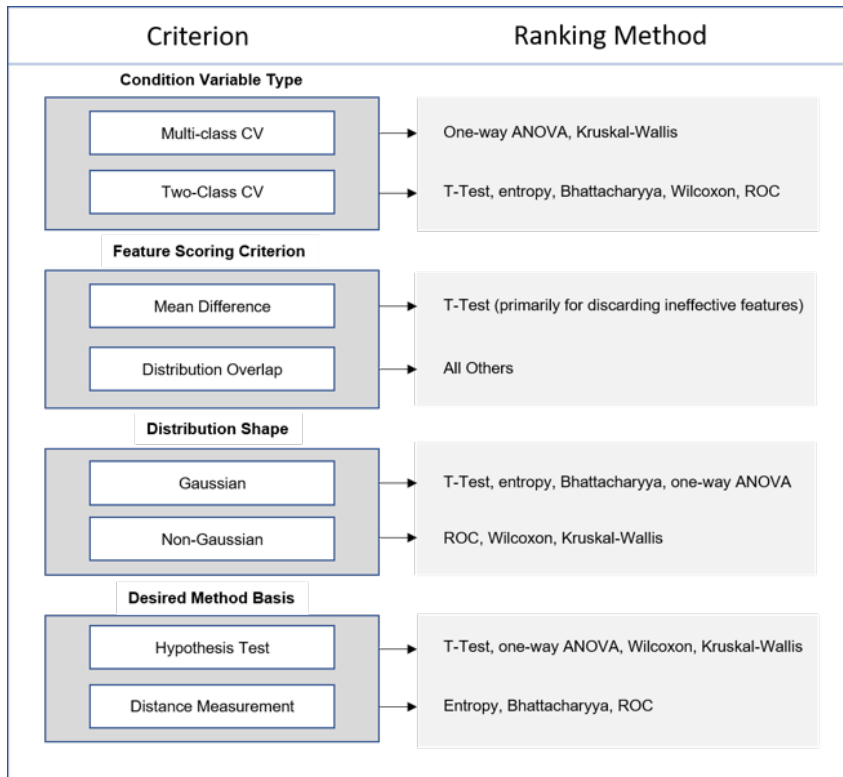 Criterion
Ranking Method
Condition Variable Type
Multi-class CV
One-way ANOVA, Kruskal-Wallis
Two-Class CV
T-Test, entropy, Bhattacharyya, Wilcoxon, ROC
Feature Scoring Criterion
Mean Difference
T-Test (primarily for discarding ineffective features)
Distribution Overlap
All Others
Distribution Shape
Gaussian
T-Test, entropy, Bhattacharyya, one-way ANOVA
Non-Gaussian
ROC, Wilcoxon, Kruskal-Wallis
Desired Method Basis
Hypothesis Test
T-Test, one-way ANOVA, Wilcoxon, Kruskal-Wallis
Distance Measurement
Entropy, Bhattacharyya, ROC